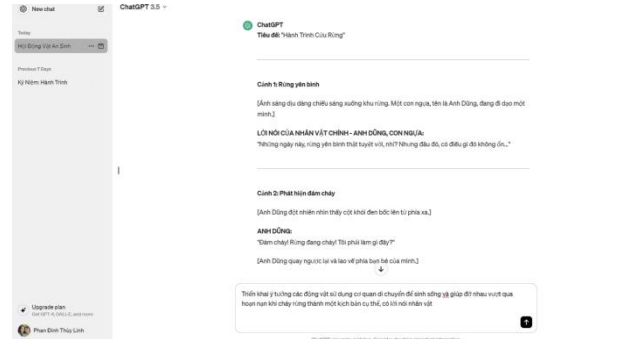 New chat
ChatGPT 3.5
Today
Hội Đồng Vật An Sinh
Previous 7 Days
Kỷ Niệm: Hành Trình
Upgrade plan
Get GPT-4, DALL·E, and more
Phan Đình Thùy Linh
ChatGPT
Tiêu đề: "Hành Trình Cứu Rừng"
Cảnh 1: Rừng yên bình
[Ánh sáng dịu dàng chiếu sáng xuống khu rừng. Một con ngựa, tên là Anh Dũng, đang đi dạo một
mình.]
LỜI NÓI CỦA NHÂN VẬT CHÍNH - ANH DŨNG, CON NGỰA:
"Những ngày này, rừng yên bình thật tuyệt vời, nhỉ? Nhưng đâu đó, có điều gì đó không ổn..."
Cảnh 2: Phát hiện đám cháy
[Anh Dũng đột nhiên nhìn thấy cột khói đen bốc lên từ phía xa.]
ANH DŨNG:
"Đám cháy! Rừng đang cháy! Tôi phải làm gì đây?"
[Anh Dũng quay ngược lại và lao về phía bạn bè của mình.]
Triển khai ý tưởng các động vật sử dụng cơ quan di chuyển để sinh sống và giúp đỡ nhau vượt qua
hoạn nạn khi cháy rừng thành một kịch bản cụ thể, có lời nói nhân vật